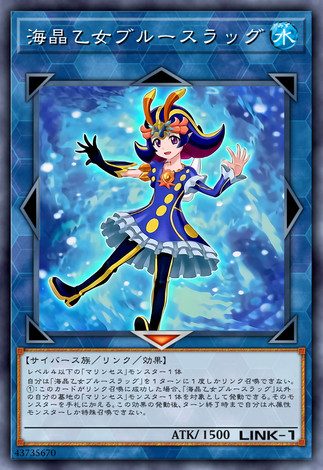 海晶乙女ブルースラッグ
水
【サイバース族／リンク／効果】
レベル４以下の「マリンセス」モンスター１体
自分は「海晶乙女ブルースラッグ」を１ターンに１度しかリンク召喚できない。
①：このカードがリンク召喚に成功した場合、「海晶乙女ブルースラッグ」以外
の自分の墓地の「マリンセス」モンスター１体を対象として発動できる。そのモ
ンスターを手札に加える。この効果の発動後、ターン終了時まで自分は水属性
モンスターしか特殊召喚できない。
ATK/ 1500 LINK-1
43735670